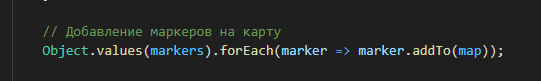 // Добавление маркеров на карту
Object.values(markers).forEach(marker => marker.addTo(map));